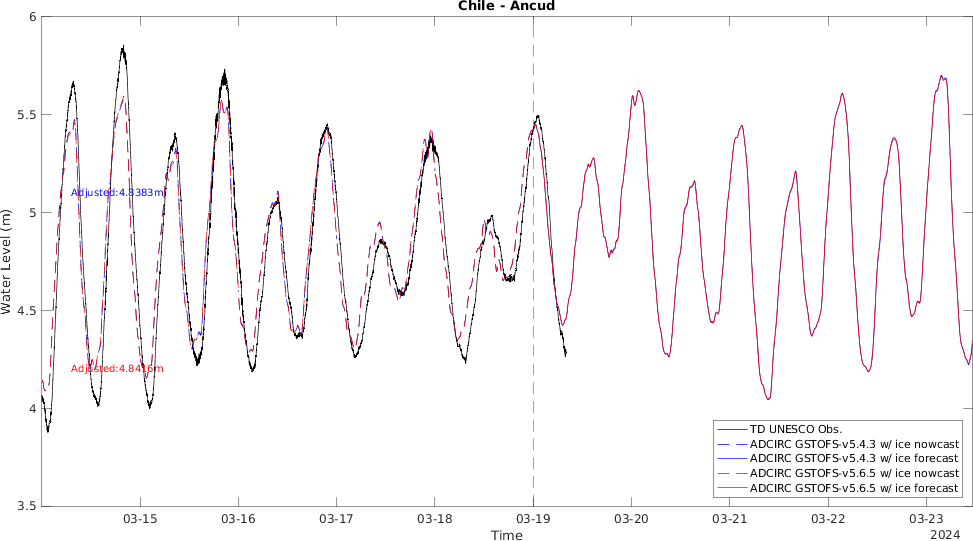 Chile - Ancud
6
5.5
5
4.5
4
3.5
Water Level (m)
Adjusted:4.8383m
Adjusted:4.8416m
TD UNESCO Obs.
ADCIRC GSTOFS-v5.4.3 w/ ice nowcast
ADCIRC GSTOFS-v5.4.3 w/ ice forecast
ADCIRC GSTOFS-v5.6.5 w/ ice nowcast
ADCIRC GSTOFS-v5.6.5 w/ ice forecast
03-15 03-16 03-17 03-18 03-19 03-20 03-21 03-22 03-23
2024
Time